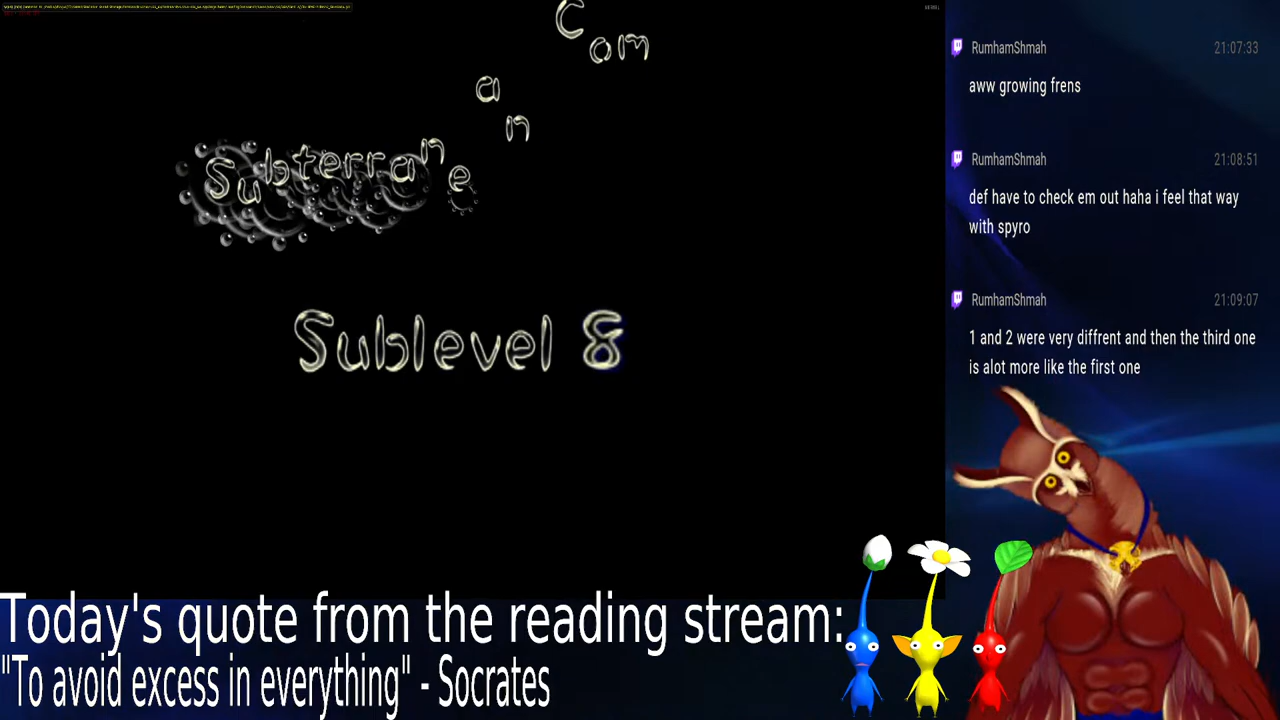 Com
an
Subterrane
Sublevel 8
RumhamShmah 21:07:33
aww growing frens
RumhamShmah 21:08:51
def have to check em out haha i feel that way
with spyro
RumhamShmah 21:09:07
1 and 2 were very diffrent and then the third one
is alot more like the first one
Today's quote from the reading stream:
"To avoid excess in everything" - Socrates